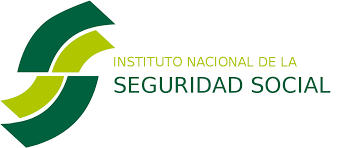 INSTITUTO NACIONAL DE LA
SEGURIDAD SOCIAL